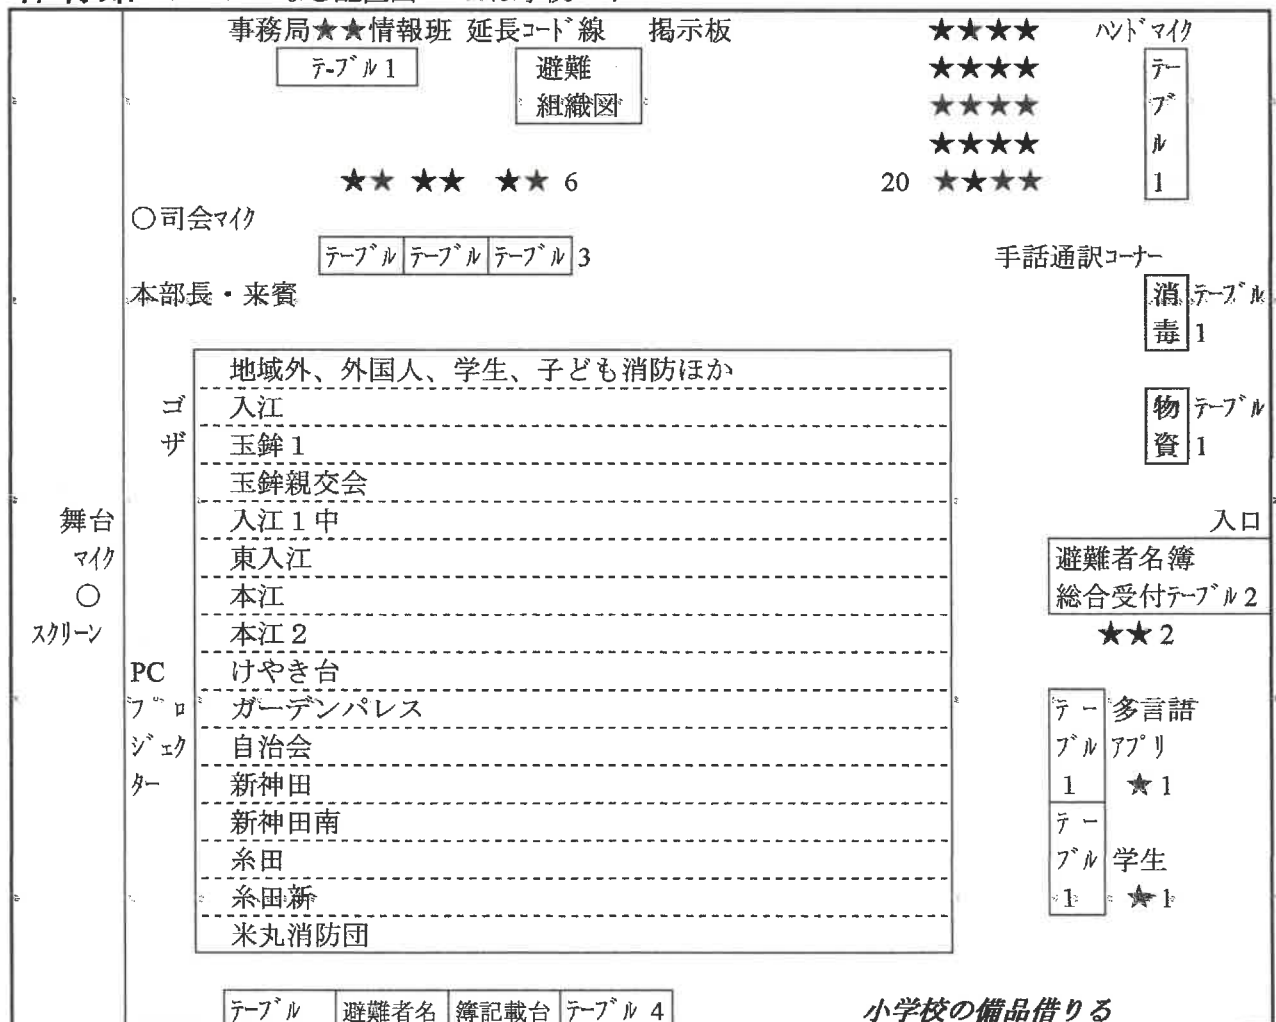 事務局★★情報班 延長コード線 掲示板 ★★★★ ハンドマイク
テーブル1 避難 ★★★★ テー
組織図 ★★★★ ブ
★★★★ ル
★★ ★★ ★★ 6 20 ★★★★ 1
○司会マイク
テーブル テーブル テーブル 3 手話通訳コーナー
本部長・来賓 消 テーブル
毒 1
地域外、外国人、学生、子ども消防ほか
ゴ 入江 物 テーブル
ザ 玉鉾1 資 1
玉鉾親交会
舞台 入江1中 入口
マイク 東入江 避難者名簿
○ 本江 総合受付テーブル2
スクリーン 本江2 ★★2
PC けやき台
プロ ガーデンパレス テー 多言語
ジェク 自治会 ブル アプリ
ター 新神田 1 ★1
新神田南 テー
糸田 ブル 学生
糸田新 1 ★1
米丸消防団
テーブル 避難者名 簿記載台 テーブル 4 小学校の備品借りる